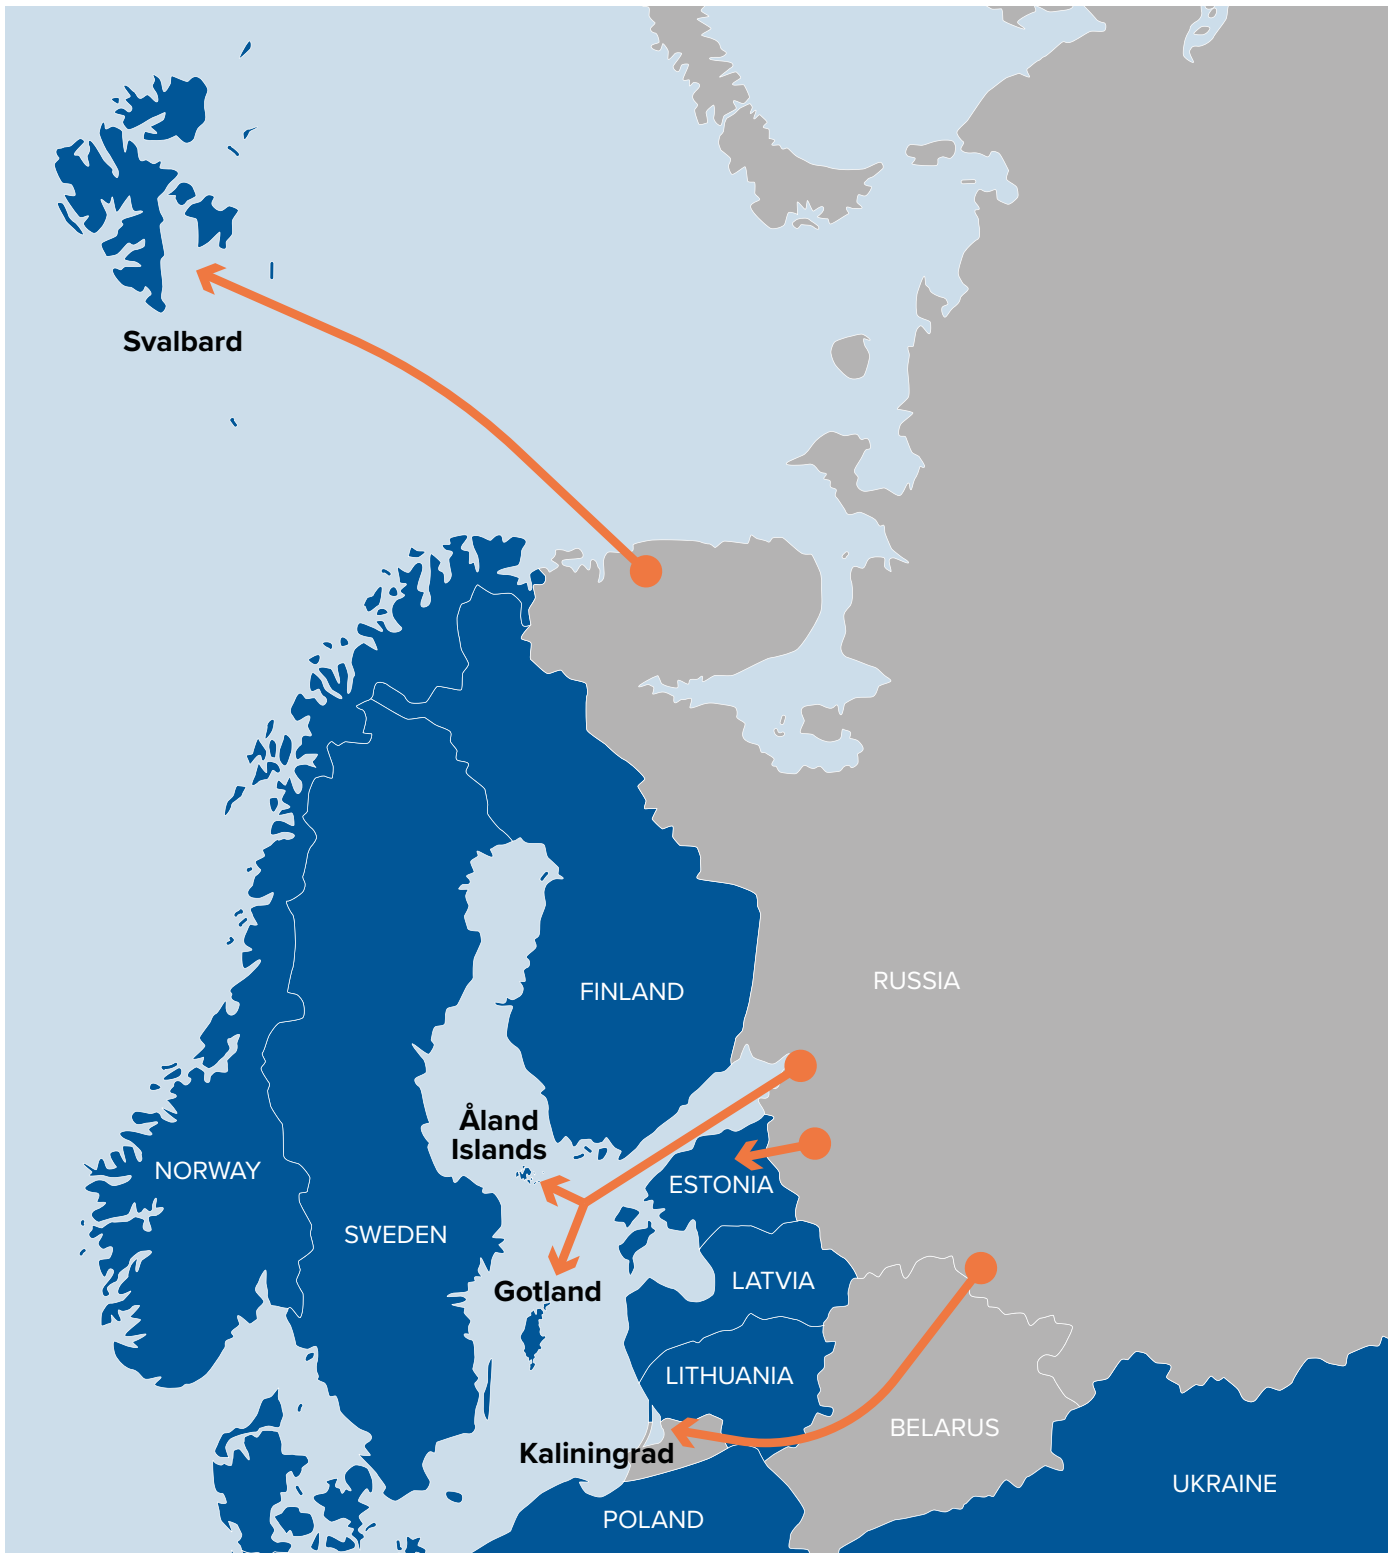 Svalbard
RUSSIA
FINLAND
Åland
Islands
NORWAY
ESTONIA
SWEDEN
LATVIA
Gotland
LITHUANIA
BELARUS
Kaliningrad
UKRAINE
POLAND